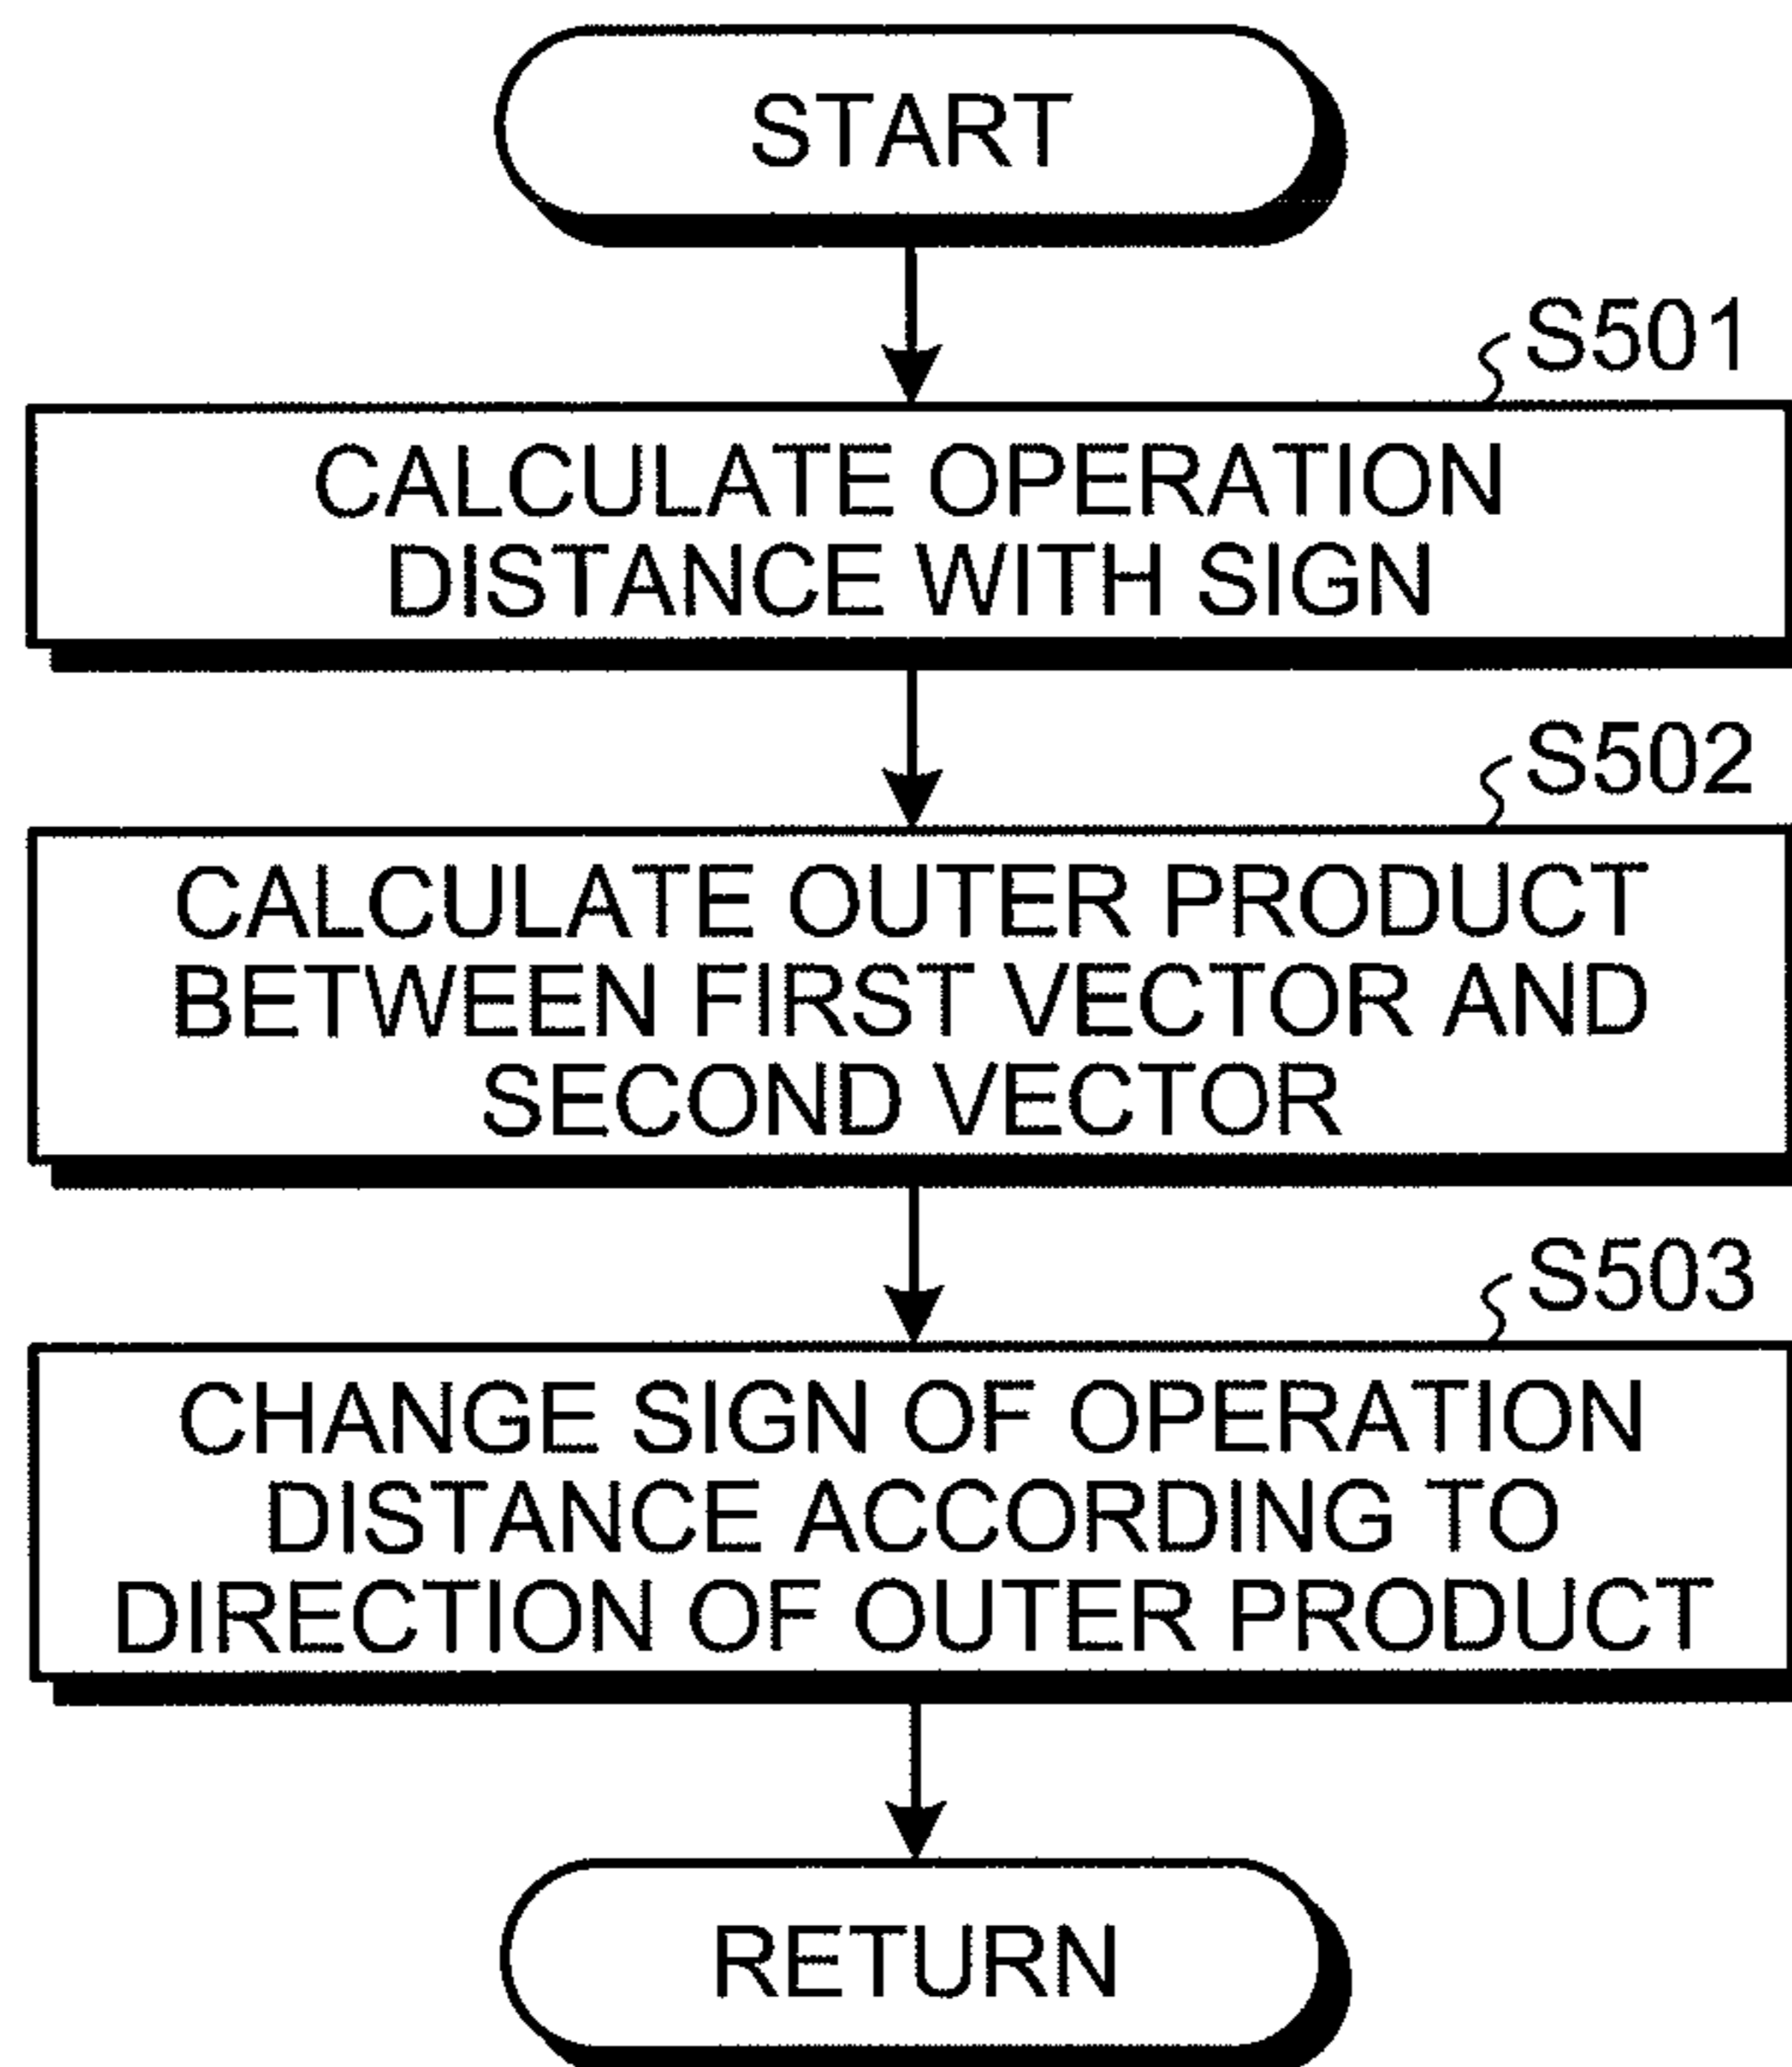 START
S501
CALCULATE OPERATION
DISTANCE WITH SIGN
S502
CALCULATE OUTER PRODUCT
BETWEEN FIRST VECTOR AND
SECOND VECTOR
S503
CHANGE SIGN OF OPERATION
DISTANCE ACCORDING TO
DIRECTION OF OUTER PRODUCT
RETURN